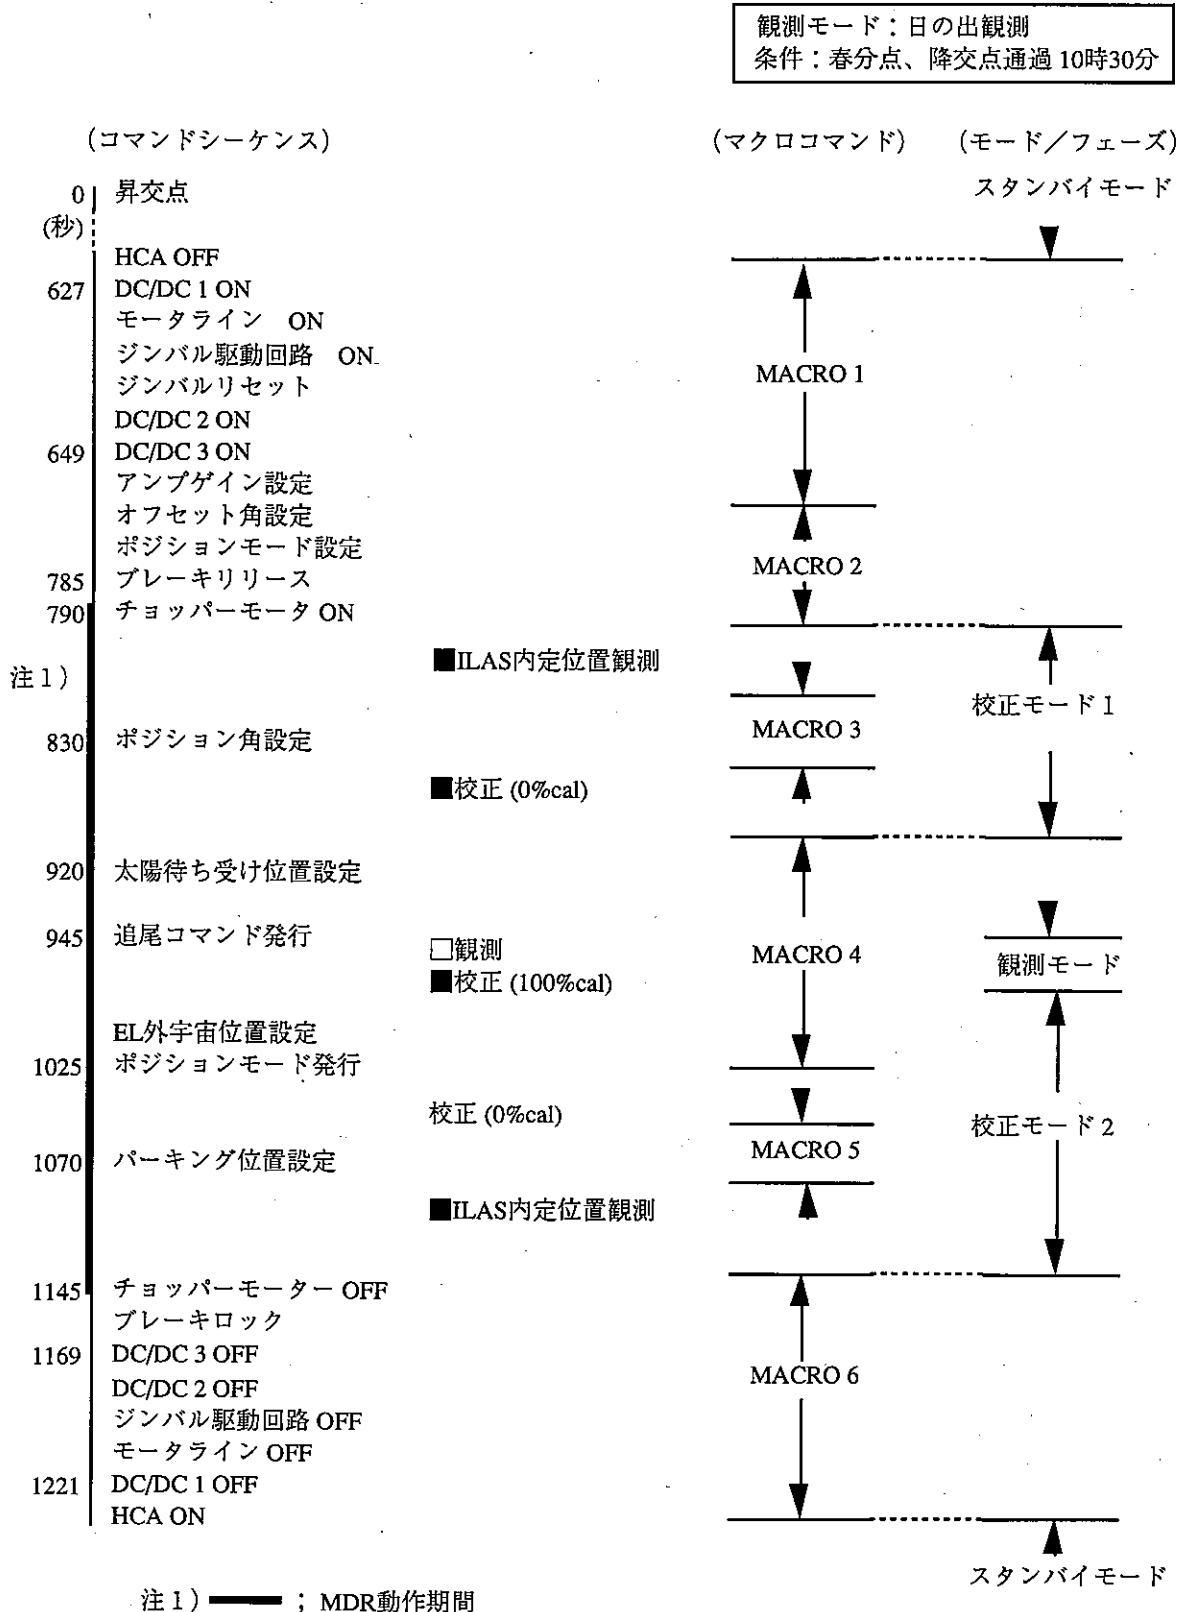 観測モード：日の出観測
条件：春分点、降交点通過 10時30分
(コマンドシーケンス) (マクロコマンド) (モード／フェーズ)
0 昇交点 スタンバイモード
(秒)
HCA OFF
627 DC/DC 1 ON
モータライン ON
ジンバル駆動回路 ON
ジンバルリセット MACRO 1
DC/DC 2 ON
649 DC/DC 3 ON
アンプゲイン設定
オフセット角設定
ポジションモード設定
785 ブレーキリリース MACRO 2
790 チョッパーモータ ON
■ILAS内定位置観測
注1) 校正モード 1
830 ポジション角設定 MACRO 3
■校正 (0%cal)
920 太陽待ち受け位置設定
945 追尾コマンド発行 □観測 MACRO 4 観測モード
■校正 (100%cal)
EL外宇宙位置設定
1025 ポジションモード発行
校正 (0%cal) 校正モード 2
1070 パーキング位置設定 MACRO 5
■ILAS内定位置観測
1145 チョッパーモーター OFF
ブレーキロック
1169 DC/DC 3 OFF MACRO 6
DC/DC 2 OFF
ジンバル駆動回路 OFF
モータライン OFF
1221 DC/DC 1 OFF
HCA ON
スタンバイモード
注1) ； MDR動作期間